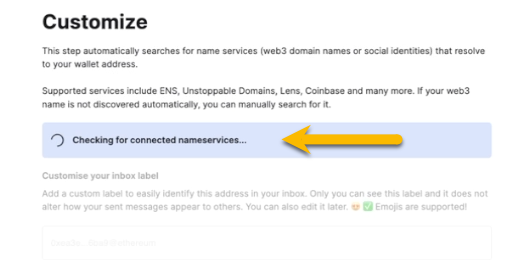 Customize
This step automatically searches for name services (web3 domain names or social identities) that resolve
to your wallet address.
Supported services include ENS, Unstoppable Domains, Lens, Coinbase and many more. If your web3
name is not discovered automatically, you can manually search for it.
Checking for connected nameservices...
Customise your inbox label
Add a custom label to easily identify this address in your inbox. Only you can see this label and it does not
alter how your sent messages appear to others. You can also edit it later. 😍 ✅ Emojis are supported!